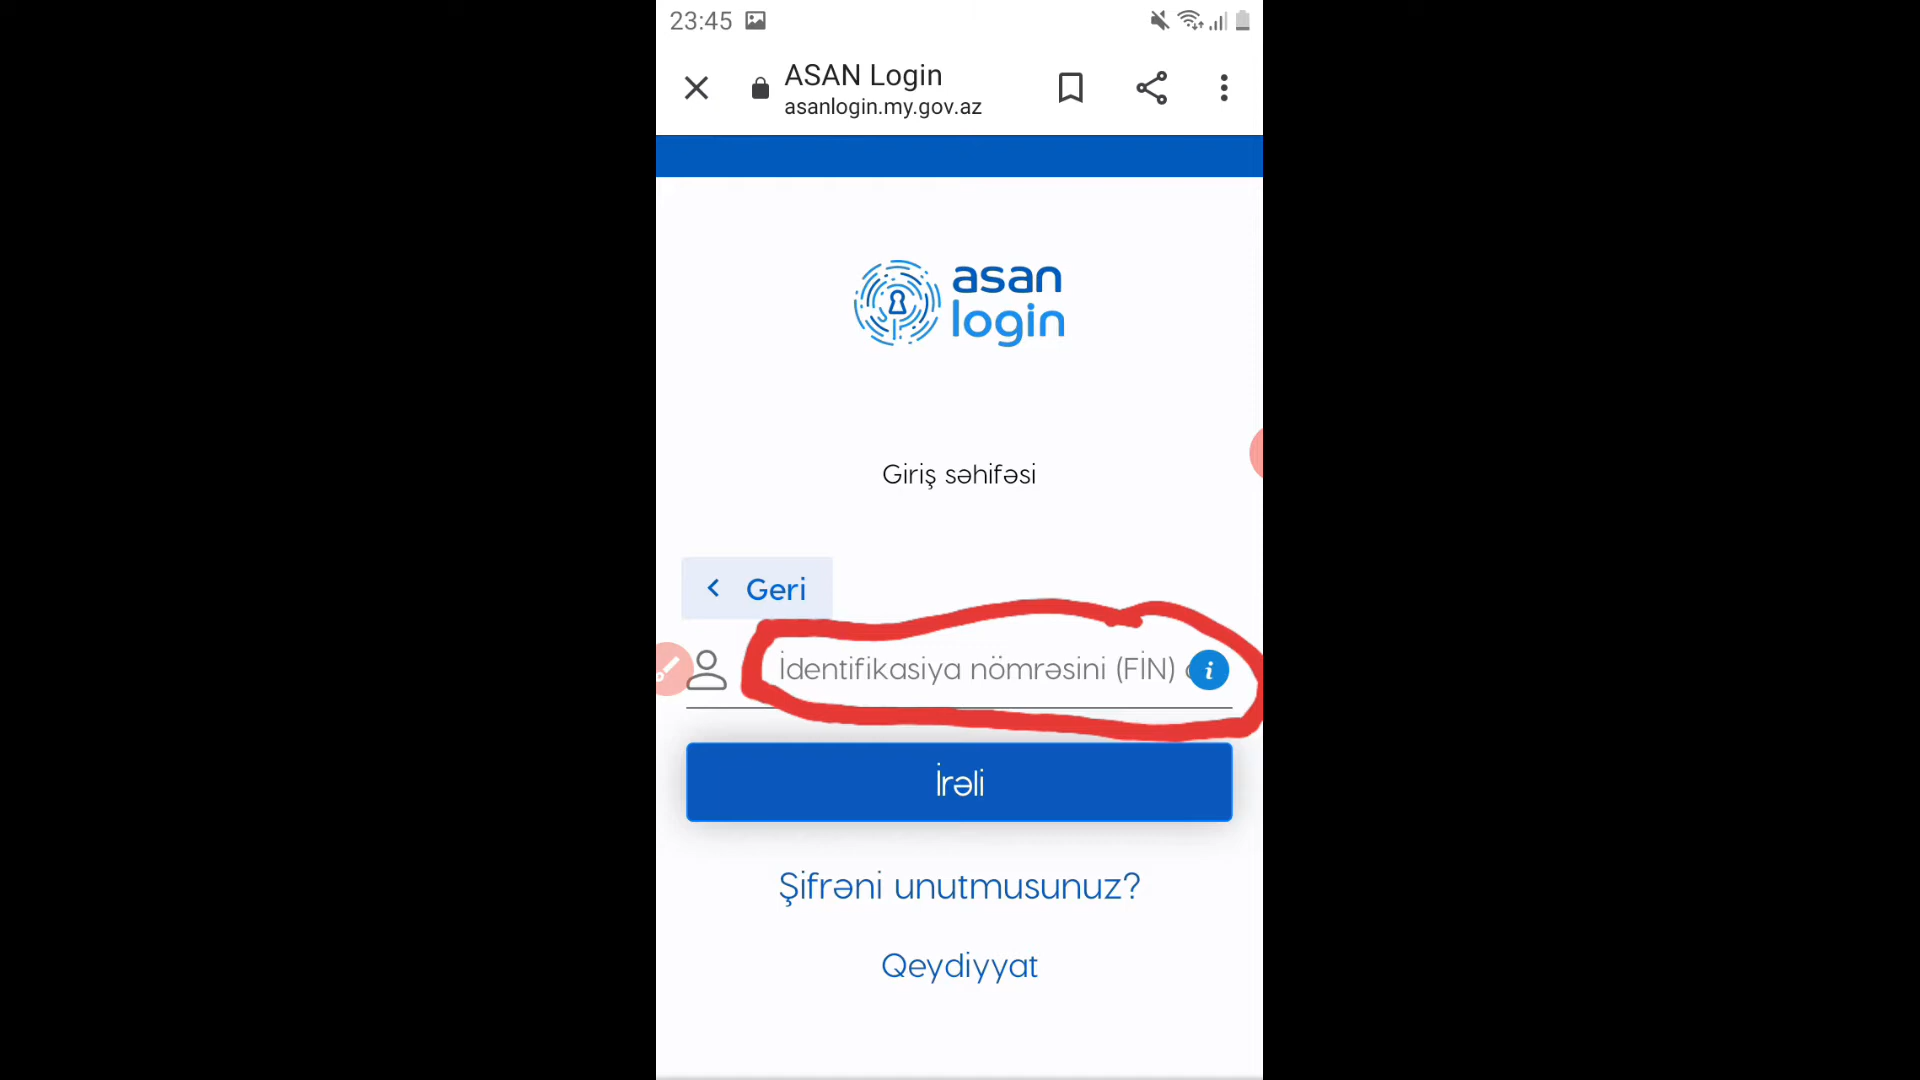 23:45
ASAN Login
asanlogin.my.gov.az
asan
login
Giriş səhifəsi
Geri
İdentifikasiya nömrəsini (FİN)
i
İrəli
Şifrəni unutmusunuz?
Qeydiyyat